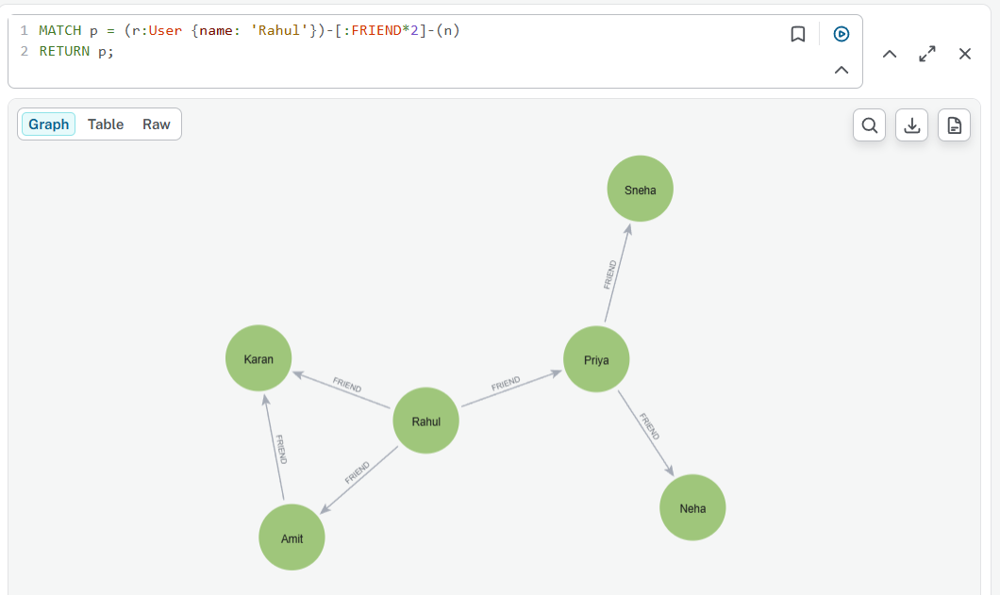 1 MATCH p = (r:User {name: 'Rahul'})-[:FRIEND*2]-(n)
2 RETURN p;
Graph Table Raw
Sneha
FRIEND
Karan
Priya
FRIEND
FRIEND
Rahul
FRIEND
FRIEND
FRIEND
Neha
Amit